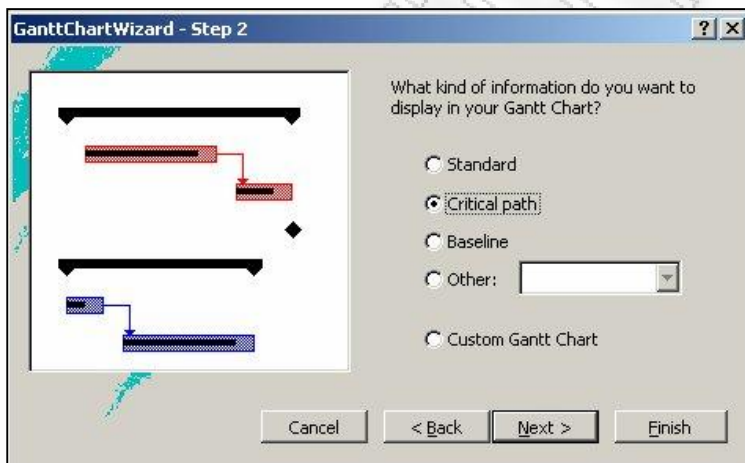 GanttChartWizard - Step 2
What kind of information do you want to
display in your Gantt Chart?
Standard
Critical path
Baseline
Other:
Custom Gantt Chart
Cancel
< Back
Next >
Finish